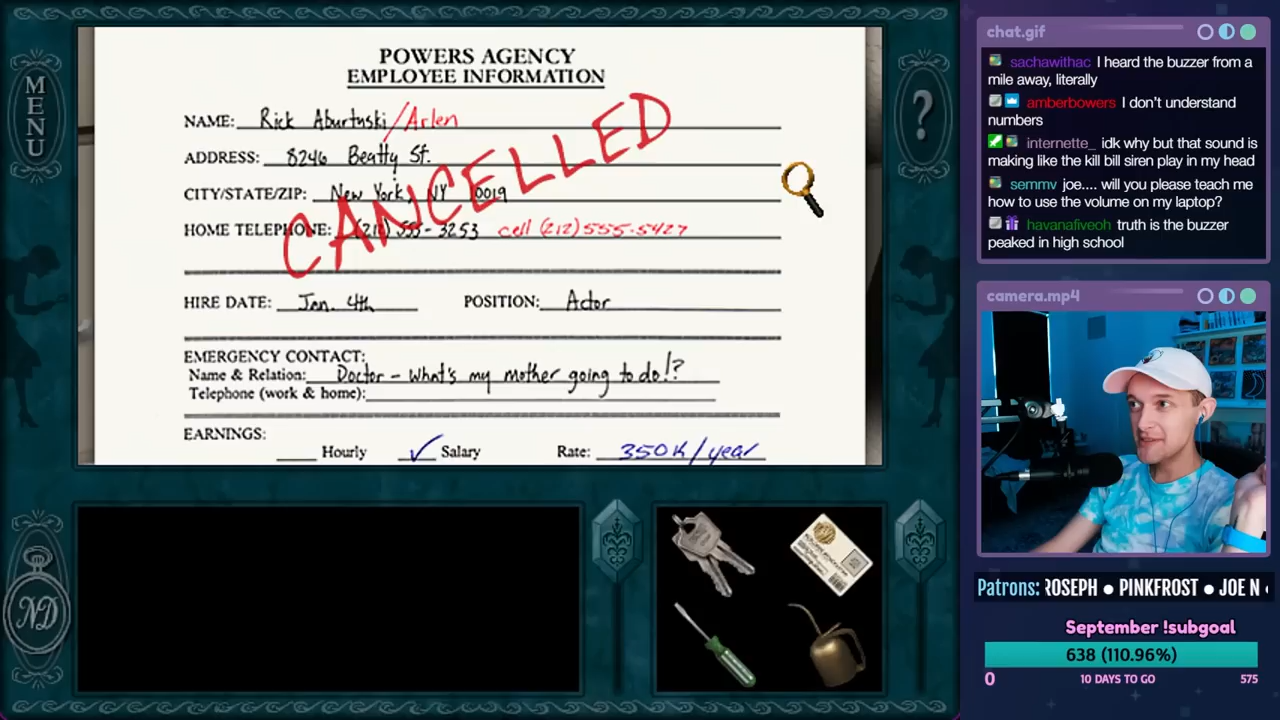 MENU
?
ND
POWERS AGENCY
EMPLOYEE INFORMATION
NAME: Rick Aburtuski/Arlen
ADDRESS: 8246 Beatty St.
CITY/STATE/ZIP: New York, NY 10019
HOME TELEPHONE: (212) 555-3253 cell (212) 555-5427
CANCELLED
HIRE DATE: Jan. 4th POSITION: Actor
EMERGENCY CONTACT:
Name & Relation: Doctor - what's my mother going to do!?
Telephone (work & home):
EARNINGS:
Hourly ✓ Salary Rate: 350K/year
chat.gif
sachawithac I heard the buzzer from a
mile away, literally
amberbowers I don't understand
numbers
internette_ idk why but that sound is
making like the kill bill siren play in my head
semmv joe.... will you please teach me
how to use the volume on my laptop?
havanafiveoh truth is the buzzer
peaked in high school
camera.mp4
Patrons: ROSEPH ● PINKFROST ● JOE N
September !subgoal
638 (110.96%)
0 10 DAYS TO GO 575